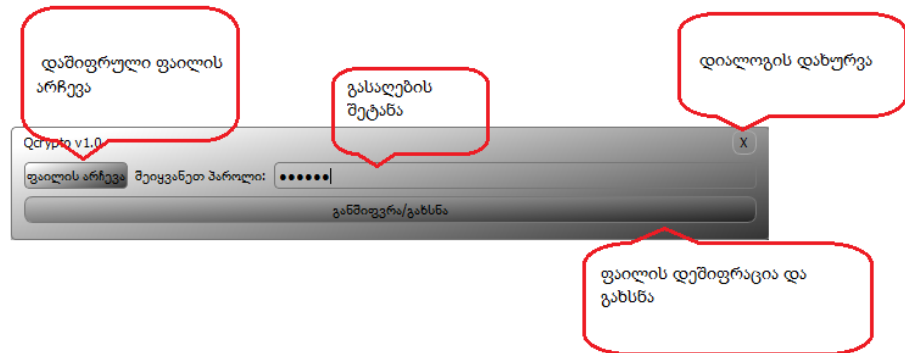 დაშიფრული ფაილის
არჩევა
გასაღების
შეტანა
დიალოგის დახურვა
Qcrypto v1.0
X
ფაილის არჩევა შეიყვანეთ პაროლი: ●●●●●●
განშიფვრა/გახსნა
ფაილის დეშიფრაცია და
გახსნა